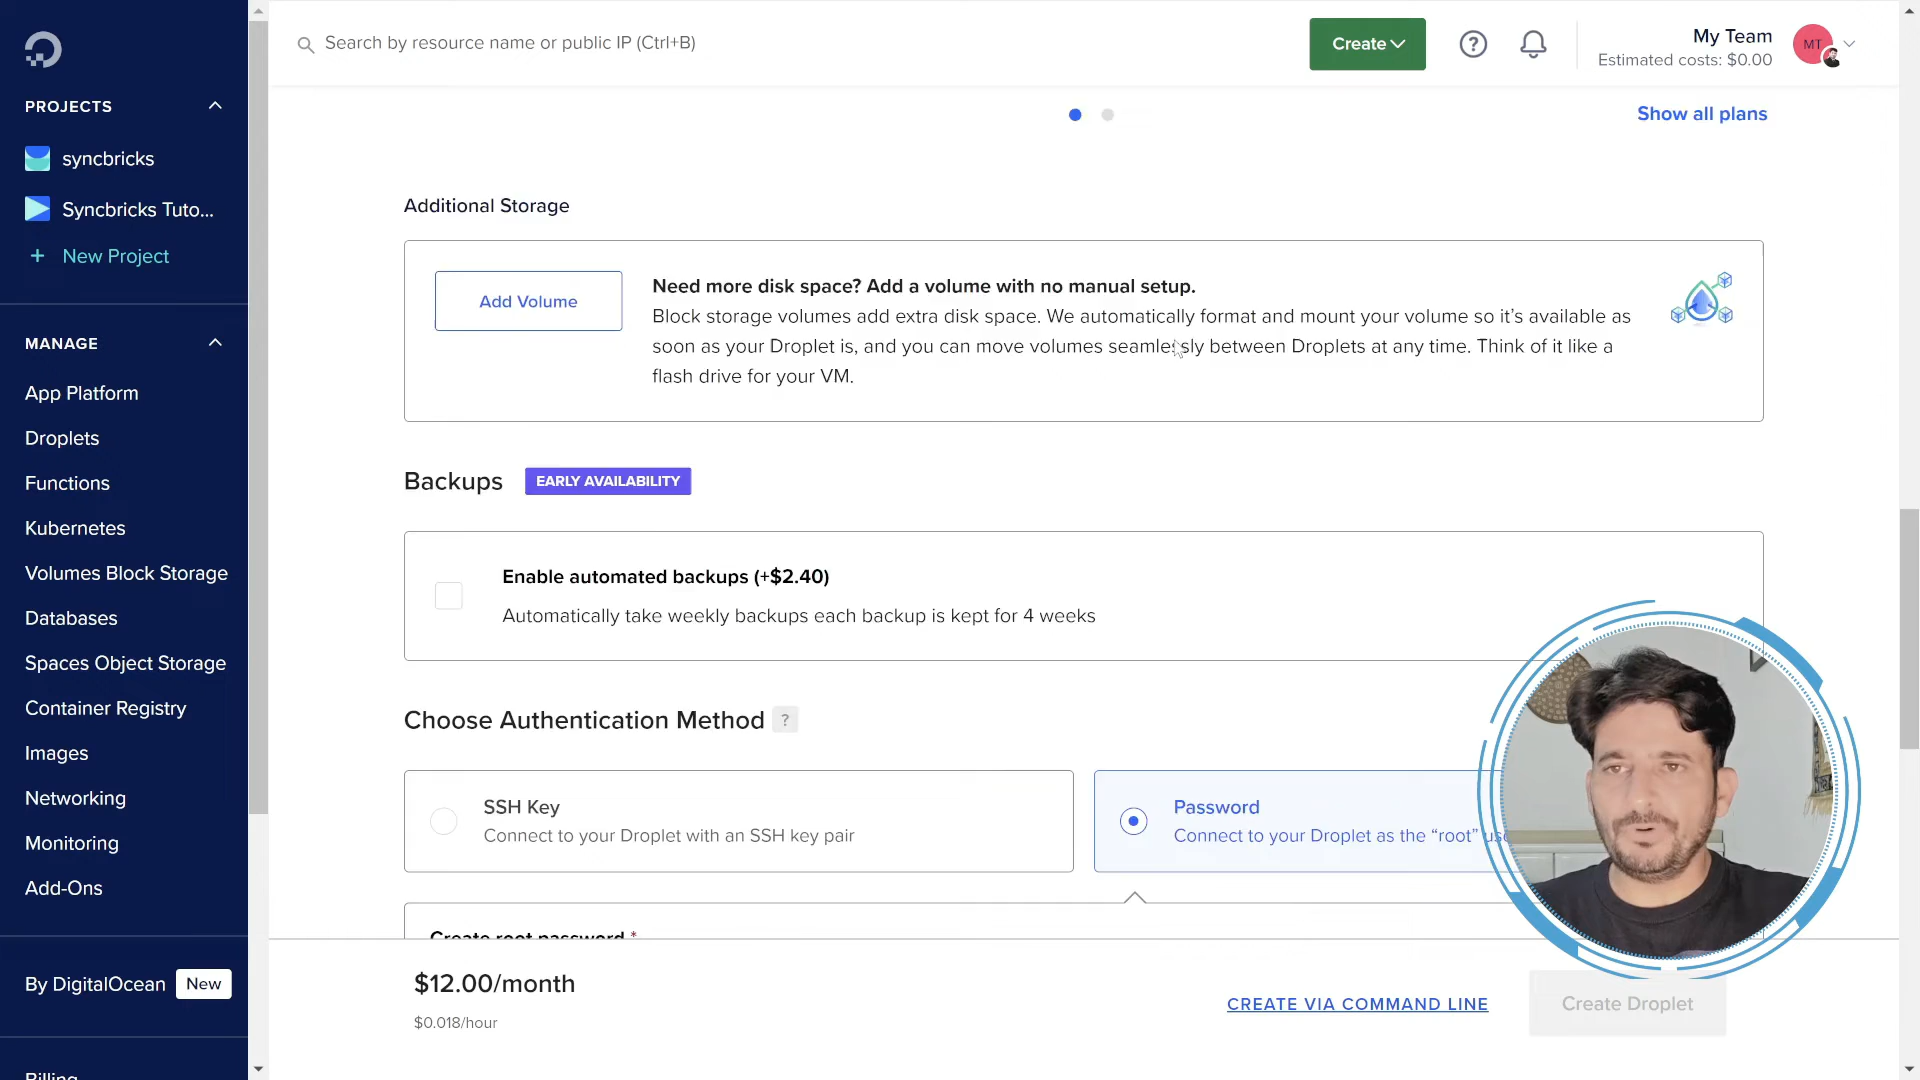 Search by resource name or public IP (Ctrl+B)
Create
?
My Team
Estimated costs: $0.00
MT
PROJECTS
syncbricks
Syncbricks Tuto...
+ New Project
MANAGE
App Platform
Droplets
Functions
Kubernetes
Volumes Block Storage
Databases
Spaces Object Storage
Container Registry
Images
Networking
Monitoring
Add-Ons
By DigitalOcean New
Billing
Show all plans
Additional Storage
Add Volume
Need more disk space? Add a volume with no manual setup.
Block storage volumes add extra disk space. We automatically format and mount your volume so it's available as
soon as your Droplet is, and you can move volumes seamlessly between Droplets at any time. Think of it like a
flash drive for your VM.
Backups EARLY AVAILABILITY
Enable automated backups (+$2.40)
Automatically take weekly backups each backup is kept for 4 weeks
Choose Authentication Method ?
SSH Key
Connect to your Droplet with an SSH key pair
Password
Connect to your Droplet as the “root”
Create root password *
$12.00/month
$0.018/hour
CREATE VIA COMMAND LINE
Create Droplet